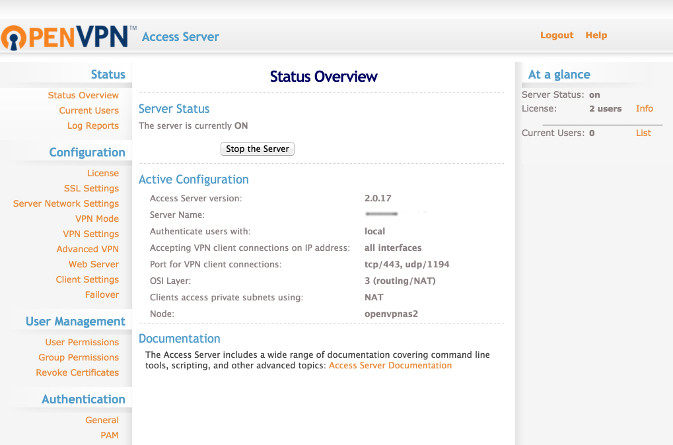 OPENVPN™ Access Server
Logout Help
Status
Status Overview
Current Users
Log Reports
Configuration
License
SSL Settings
Server Network Settings
VPN Mode
VPN Settings
Advanced VPN
Web Server
Client Settings
Failover
User Management
User Permissions
Group Permissions
Revoke Certificates
Authentication
General
PAM
Status Overview
Server Status
The server is currently ON
Stop the Server
Active Configuration
Access Server version: 2.0.17
Server Name:
Authenticate users with: local
Accepting VPN client connections on IP address: all interfaces
Port for VPN client connections: tcp/443, udp/1194
OSI Layer: 3 (routing/NAT)
Clients access private subnets using: NAT
Node: openvpnas2
Documentation
The Access Server includes a wide range of documentation covering command line
tools, scripting, and other advanced topics: Access Server Documentation
At a glance
Server Status: on
License: 2 users Info
Current Users: 0 List